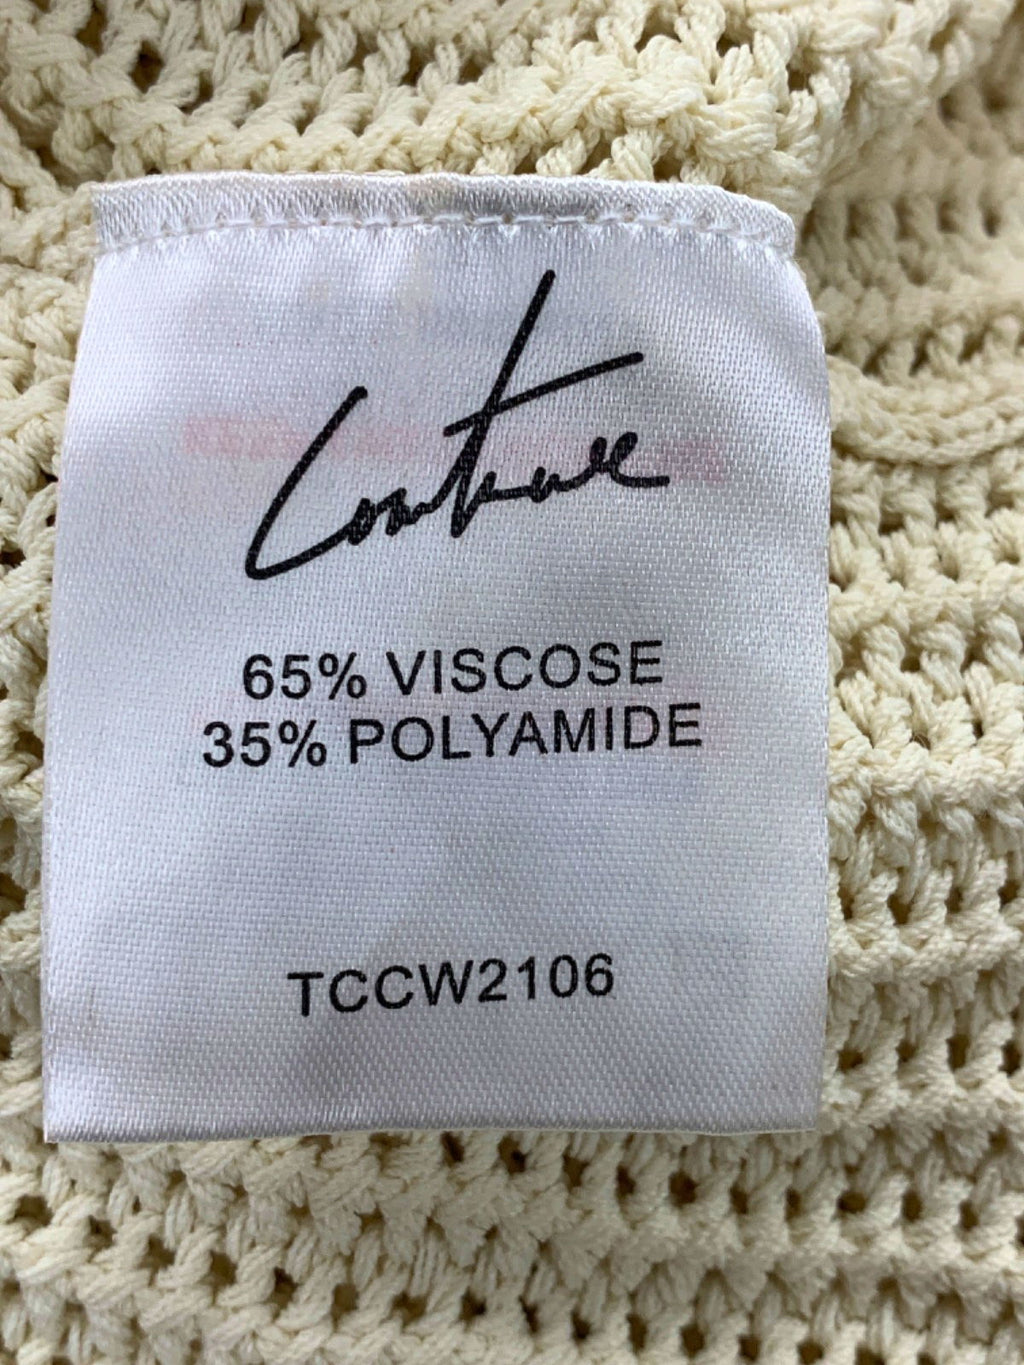 Couture
65% VISCOSE
35% POLYAMIDE
TCCW2106